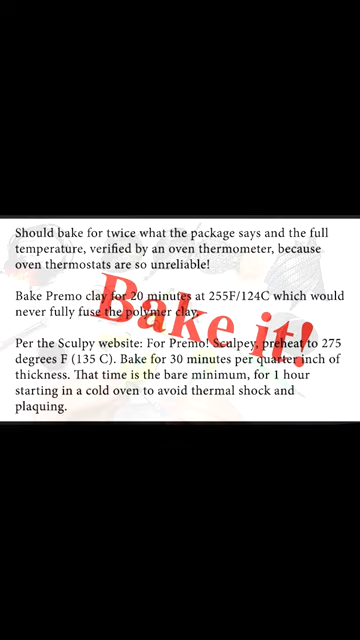 Should bake for twice what the package says and the full
temperature, verified by an oven thermometer, because
oven thermostats are so unreliable!
Bake Premo clay for 20 minutes at 255F/124C which would
never fully fuse the polymer clay.
Per the Sculpy website: For Premo! Sculpey, preheat to 275
degrees F (135 C). Bake for 30 minutes per quarter inch of
thickness. That time is the bare minimum, for 1 hour
starting in a cold oven to avoid thermal shock and
plaquing.
Bake it!